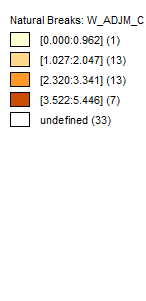 Natural Breaks: W_ADJM_C
[0.000:0.962] (1)
[1.027:2.047] (13)
[2.320:3.341] (13)
[3.522:5.446] (7)
undefined (33)